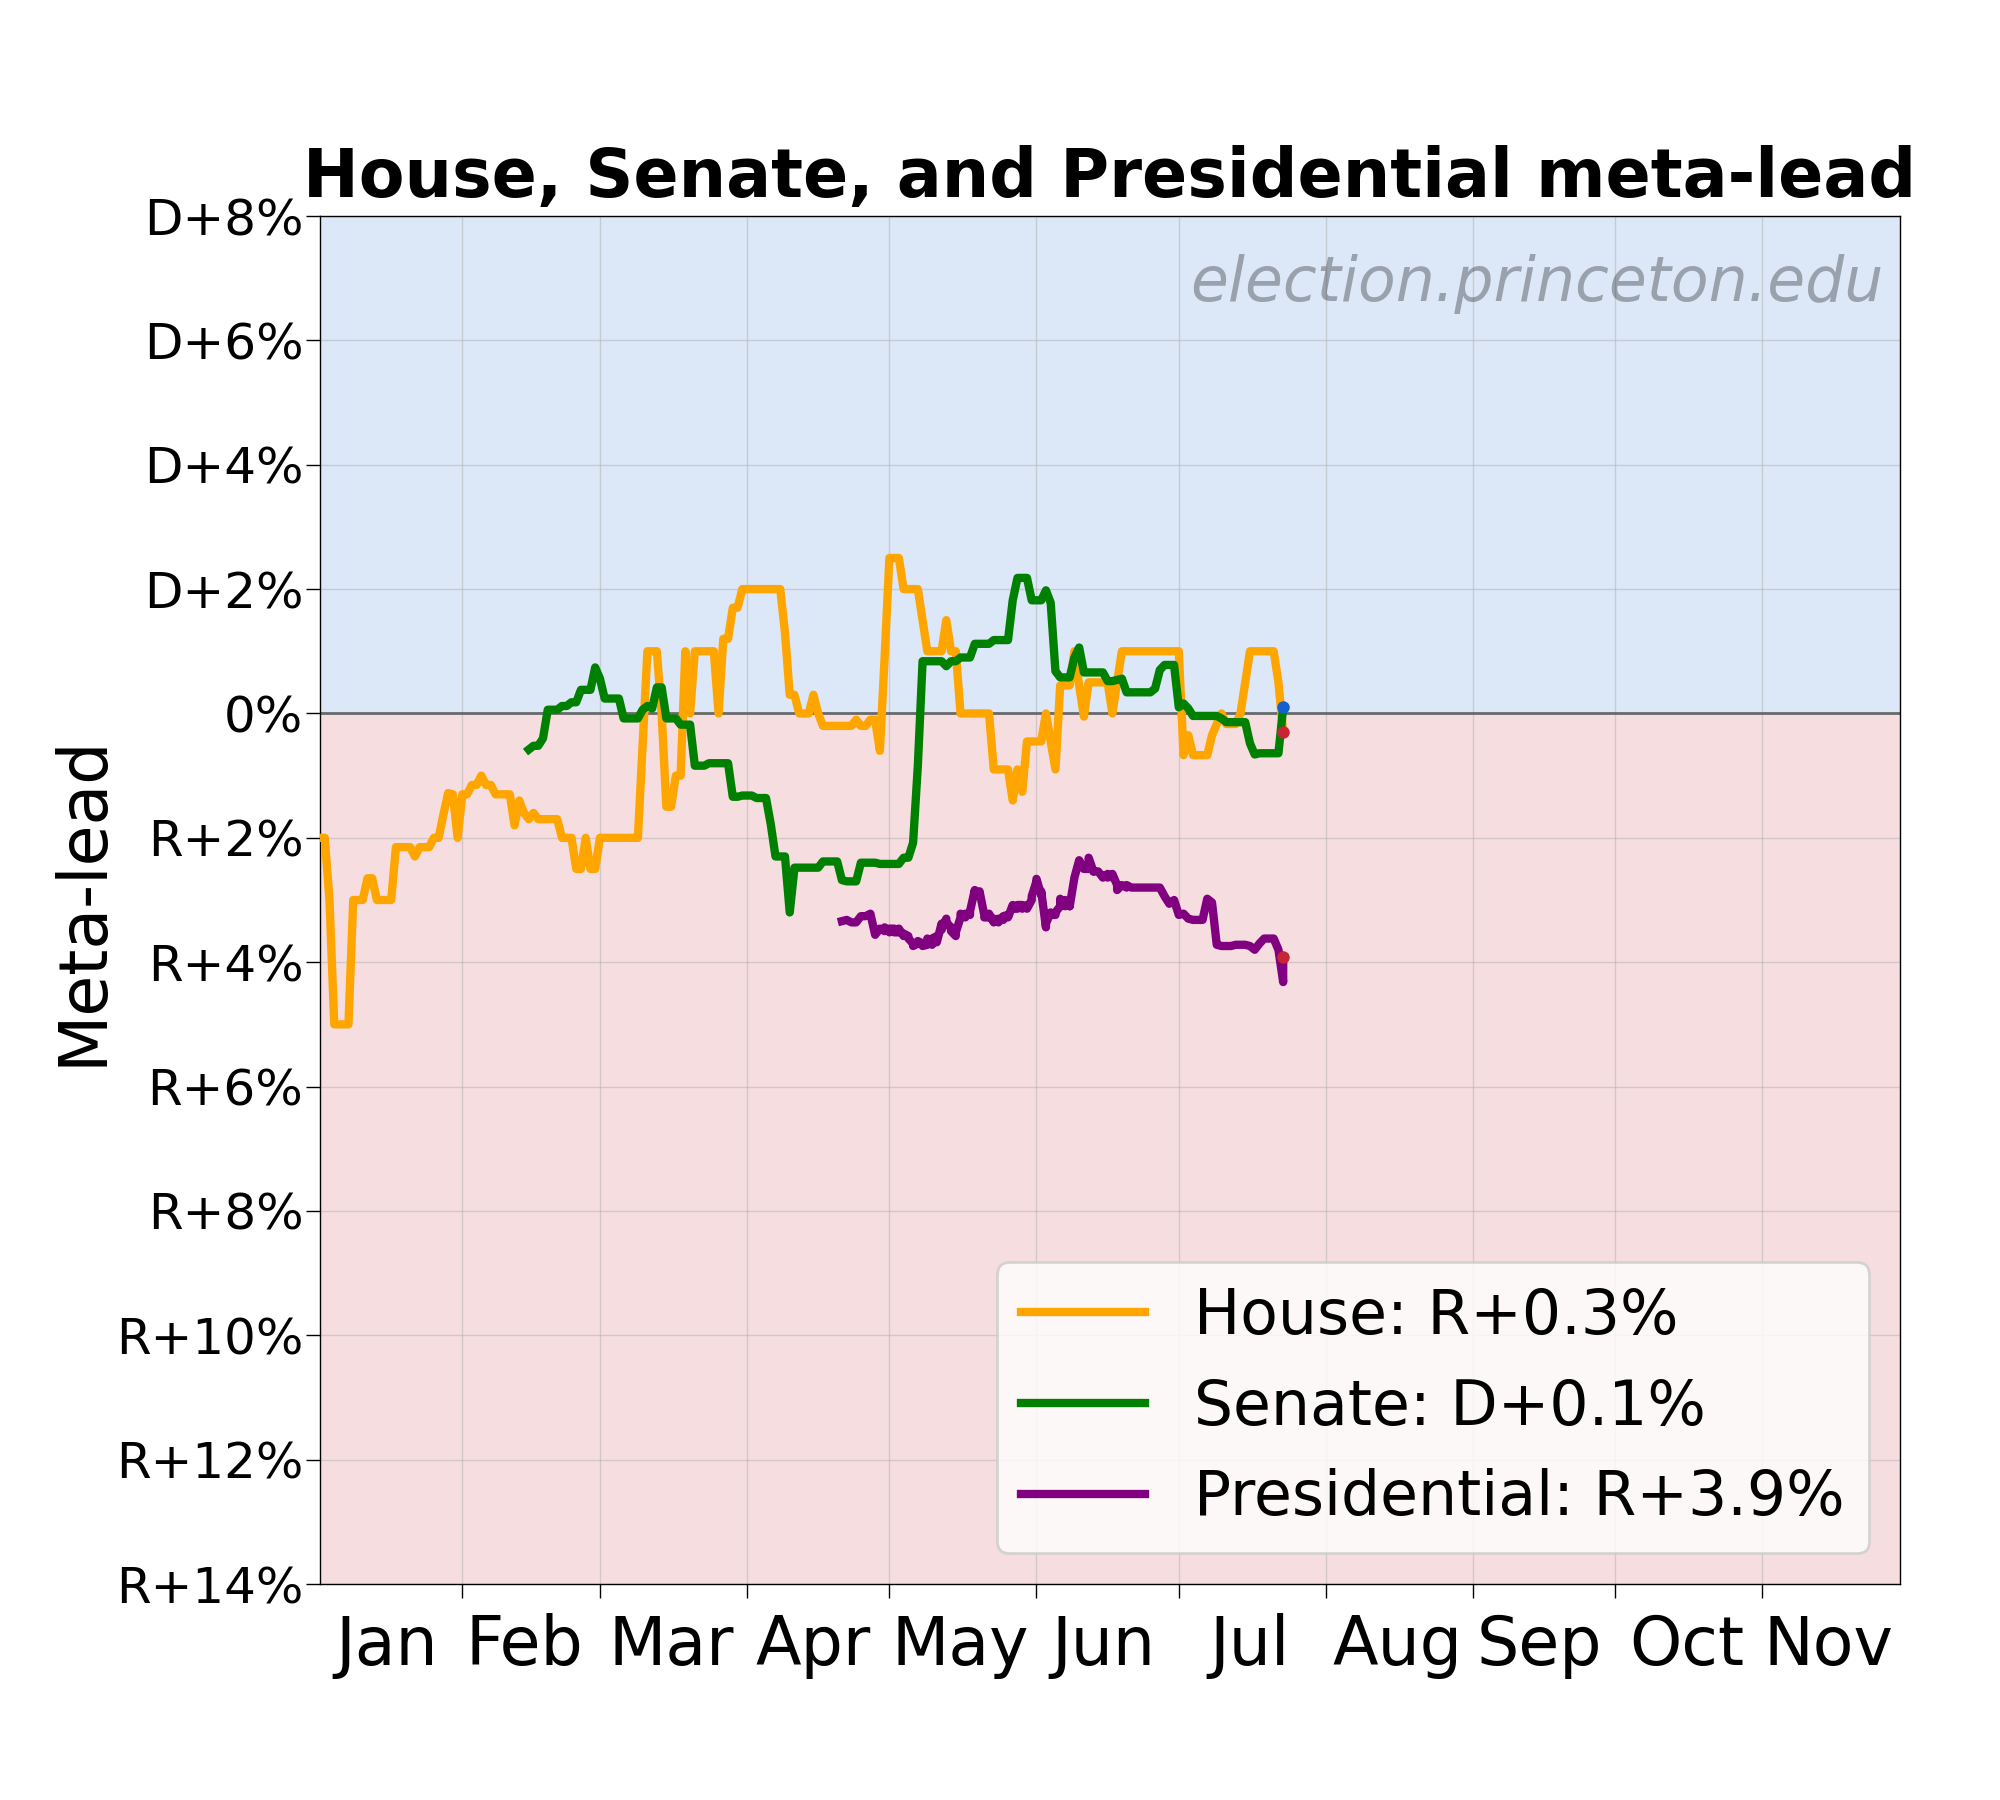 House, Senate, and Presidential meta-lead
election.princeton.edu
Meta-lead
D+8%
D+6%
D+4%
D+2%
0%
R+2%
R+4%
R+6%
R+8%
R+10%
R+12%
R+14%
House: R+0.3%
Senate: D+0.1%
Presidential: R+3.9%
Jan Feb Mar Apr May Jun Jul Aug Sep Oct Nov